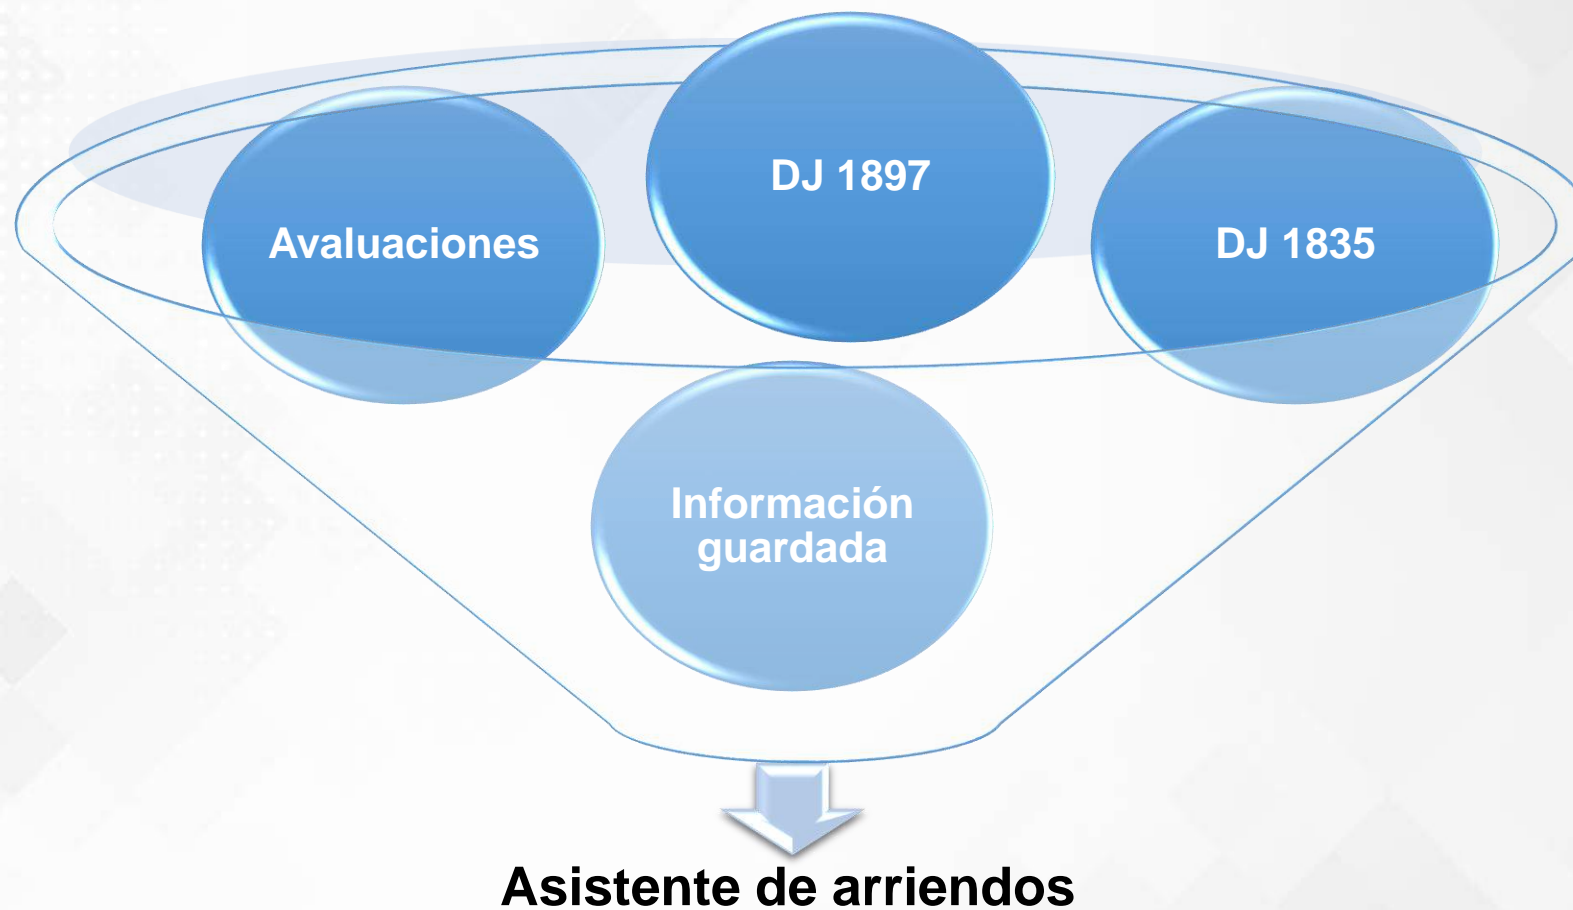 DJ 1897
Avaluaciones
DJ 1835
Información
guardada
Asistente de arriendos